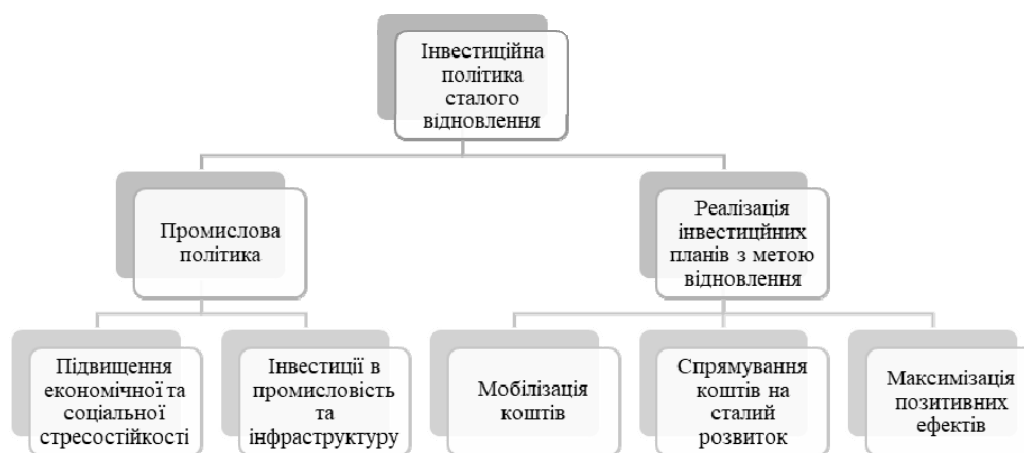 Інвестиційна
політика
сталого
відновлення
Промислова
політика
Реалізація
інвестицйних
планів з метою
відновлення
Підвищення
економічної та
соціальної
стресостійкості
Інвестиції в
промисловість
та
інфраструктуру
Мобілізація
коштів
Спрямування
коштів на
сталий
розвиток
Максимізація
позитивних
ефектів